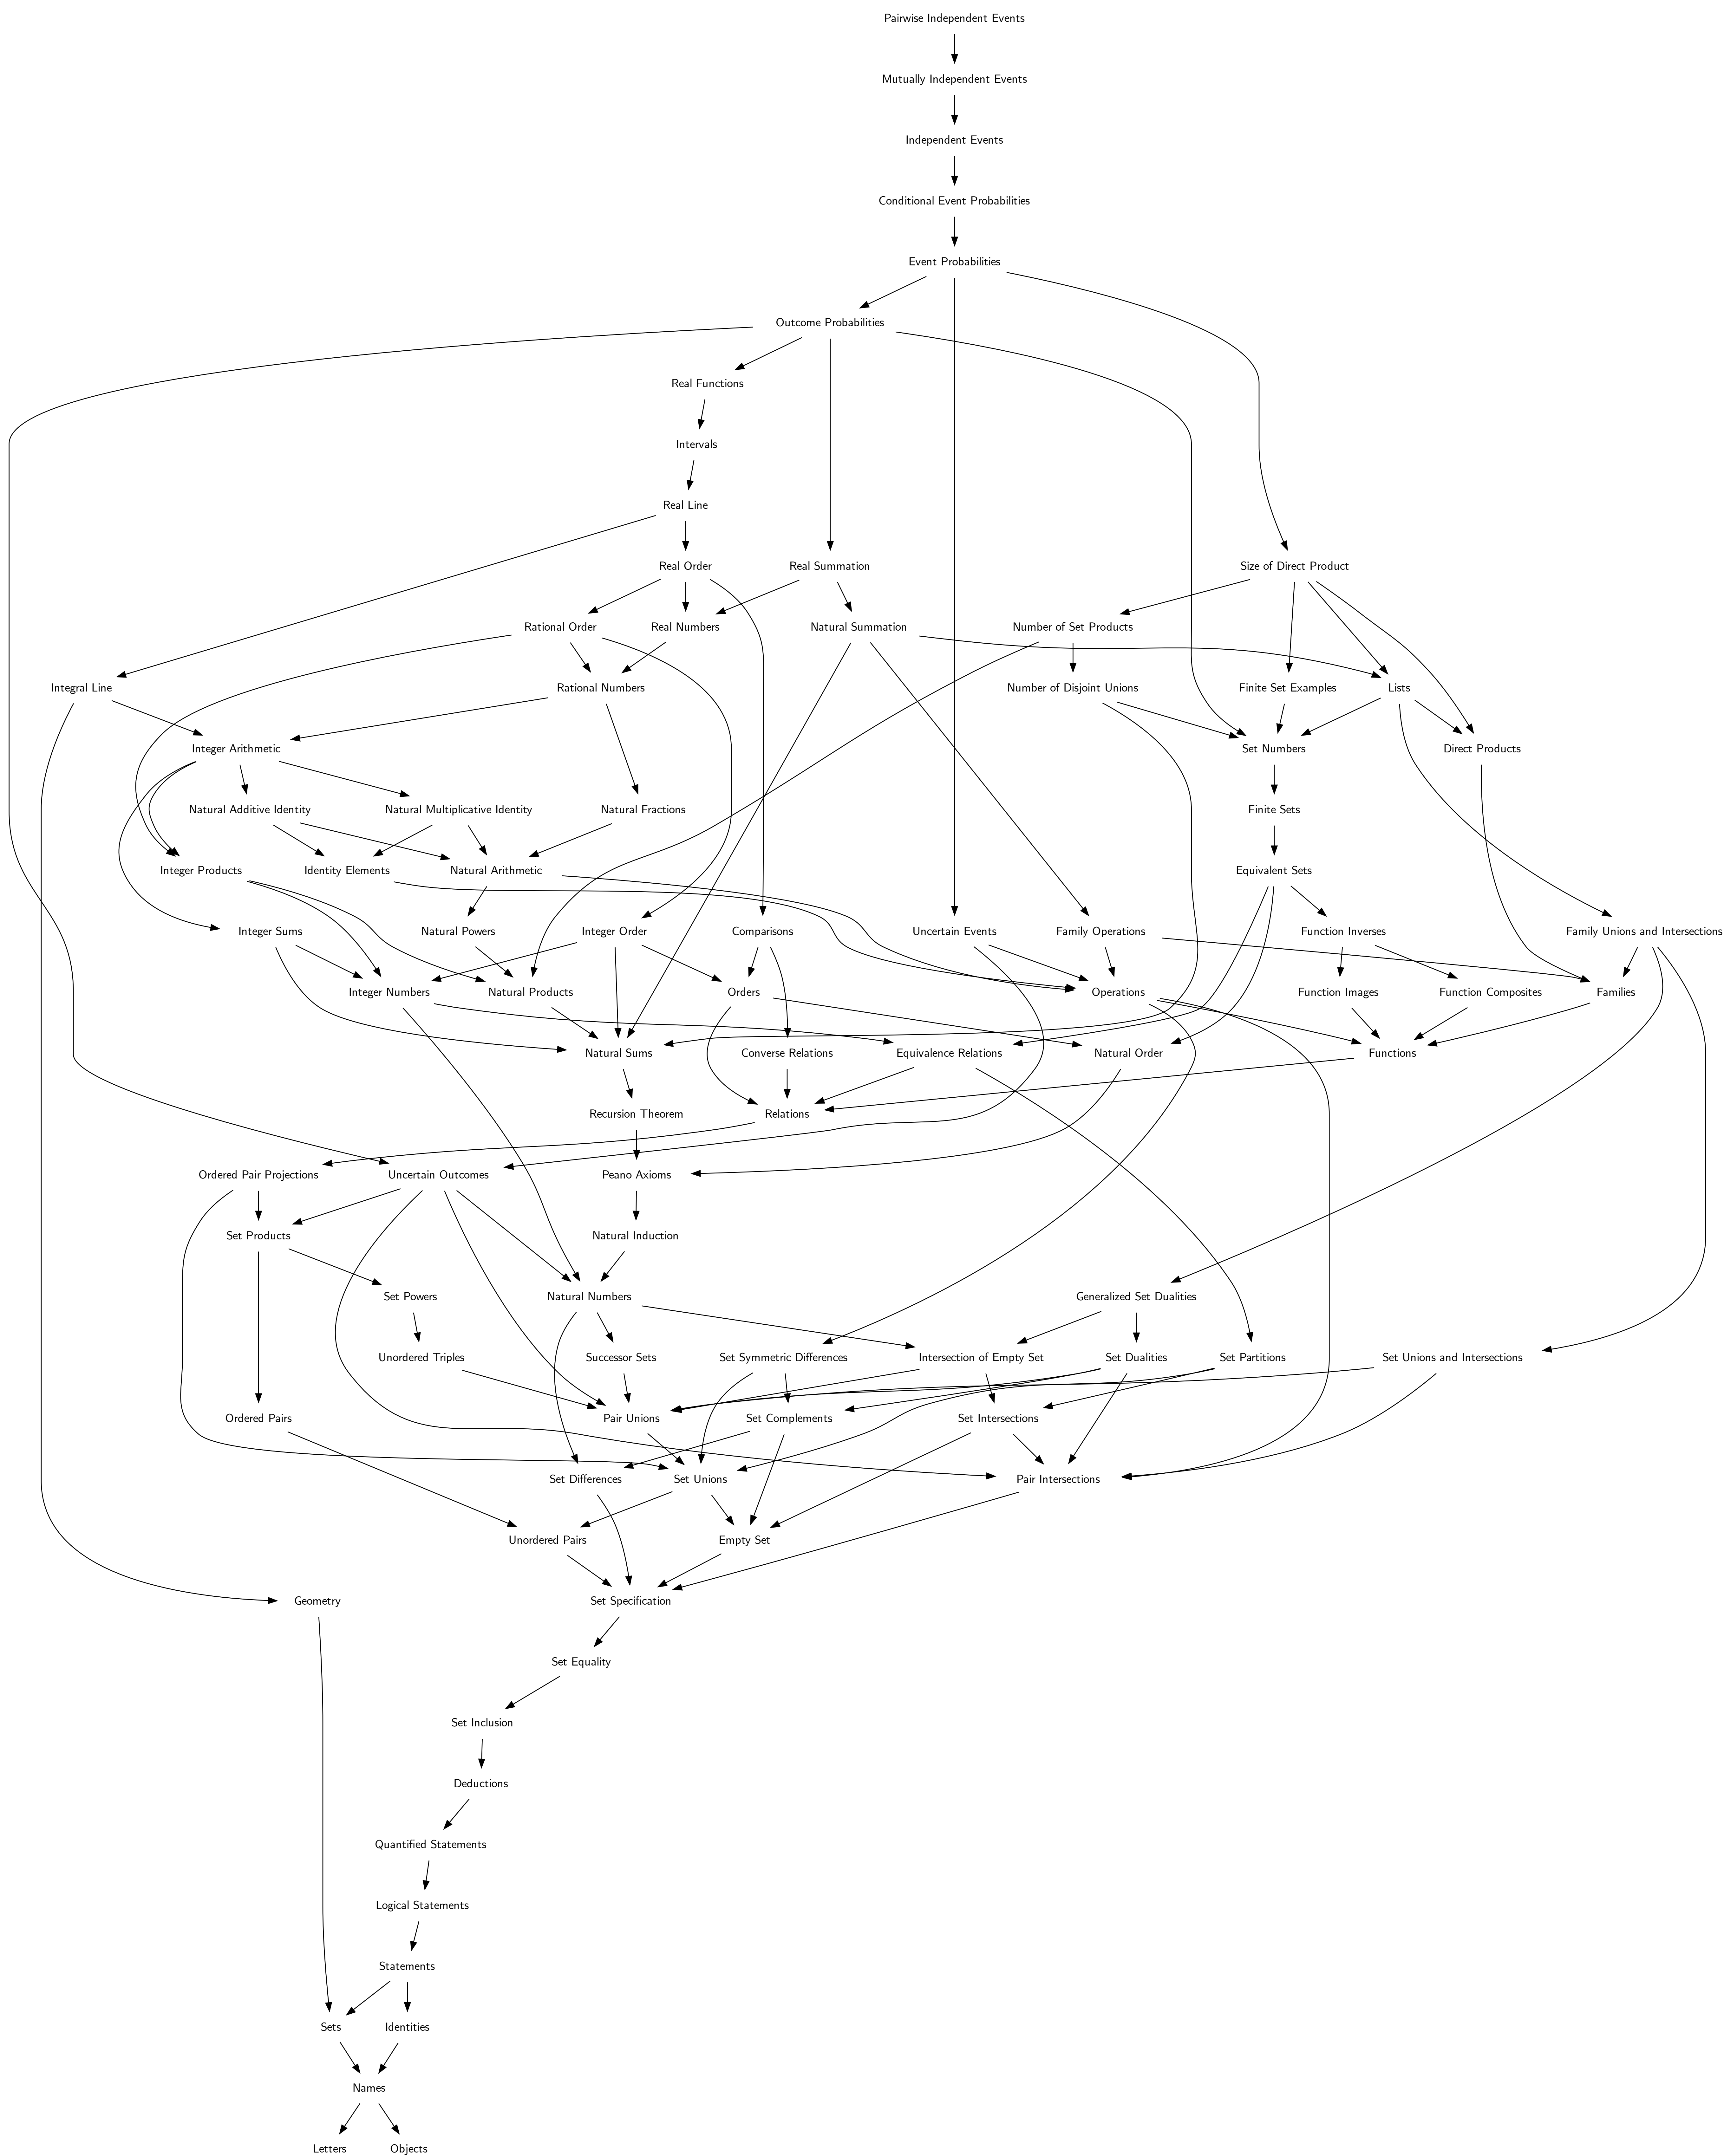 Pairwise Independent Events
Mutually Independent Events
Independent Events
Conditional Event Probabilities
Event Probabilities
Outcome Probabilities
Real Functions
Intervals
Real Line
Real Order
Real Summation
Size of Direct Product
Rational Order
Real Numbers
Natural Summation
Number of Set Products
Integral Line
Rational Numbers
Number of Disjoint Unions
Finite Set Examples
Lists
Integer Arithmetic
Set Numbers
Direct Products
Natural Additive Identity
Natural Multiplicative Identity
Natural Fractions
Finite Sets
Integer Products
Identity Elements
Natural Arithmetic
Equivalent Sets
Integer Sums
Natural Powers
Integer Order
Comparisons
Uncertain Events
Family Operations
Function Inverses
Family Unions and Intersections
Integer Numbers
Natural Products
Orders
Operations
Function Images
Function Composites
Families
Natural Sums
Converse Relations
Equivalence Relations
Natural Order
Functions
Recursion Theorem
Relations
Ordered Pair Projections
Uncertain Outcomes
Peano Axioms
Set Products
Natural Induction
Set Powers
Natural Numbers
Generalized Set Dualities
Unordered Triples
Successor Sets
Set Symmetric Differences
Intersection of Empty Set
Set Dualities
Set Partitions
Set Unions and Intersections
Ordered Pairs
Pair Unions
Set Complements
Set Intersections
Set Differences
Set Unions
Pair Intersections
Unordered Pairs
Empty Set
Geometry
Set Specification
Set Equality
Set Inclusion
Deductions
Quantified Statements
Logical Statements
Statements
Sets
Identities
Names
Letters
Objects